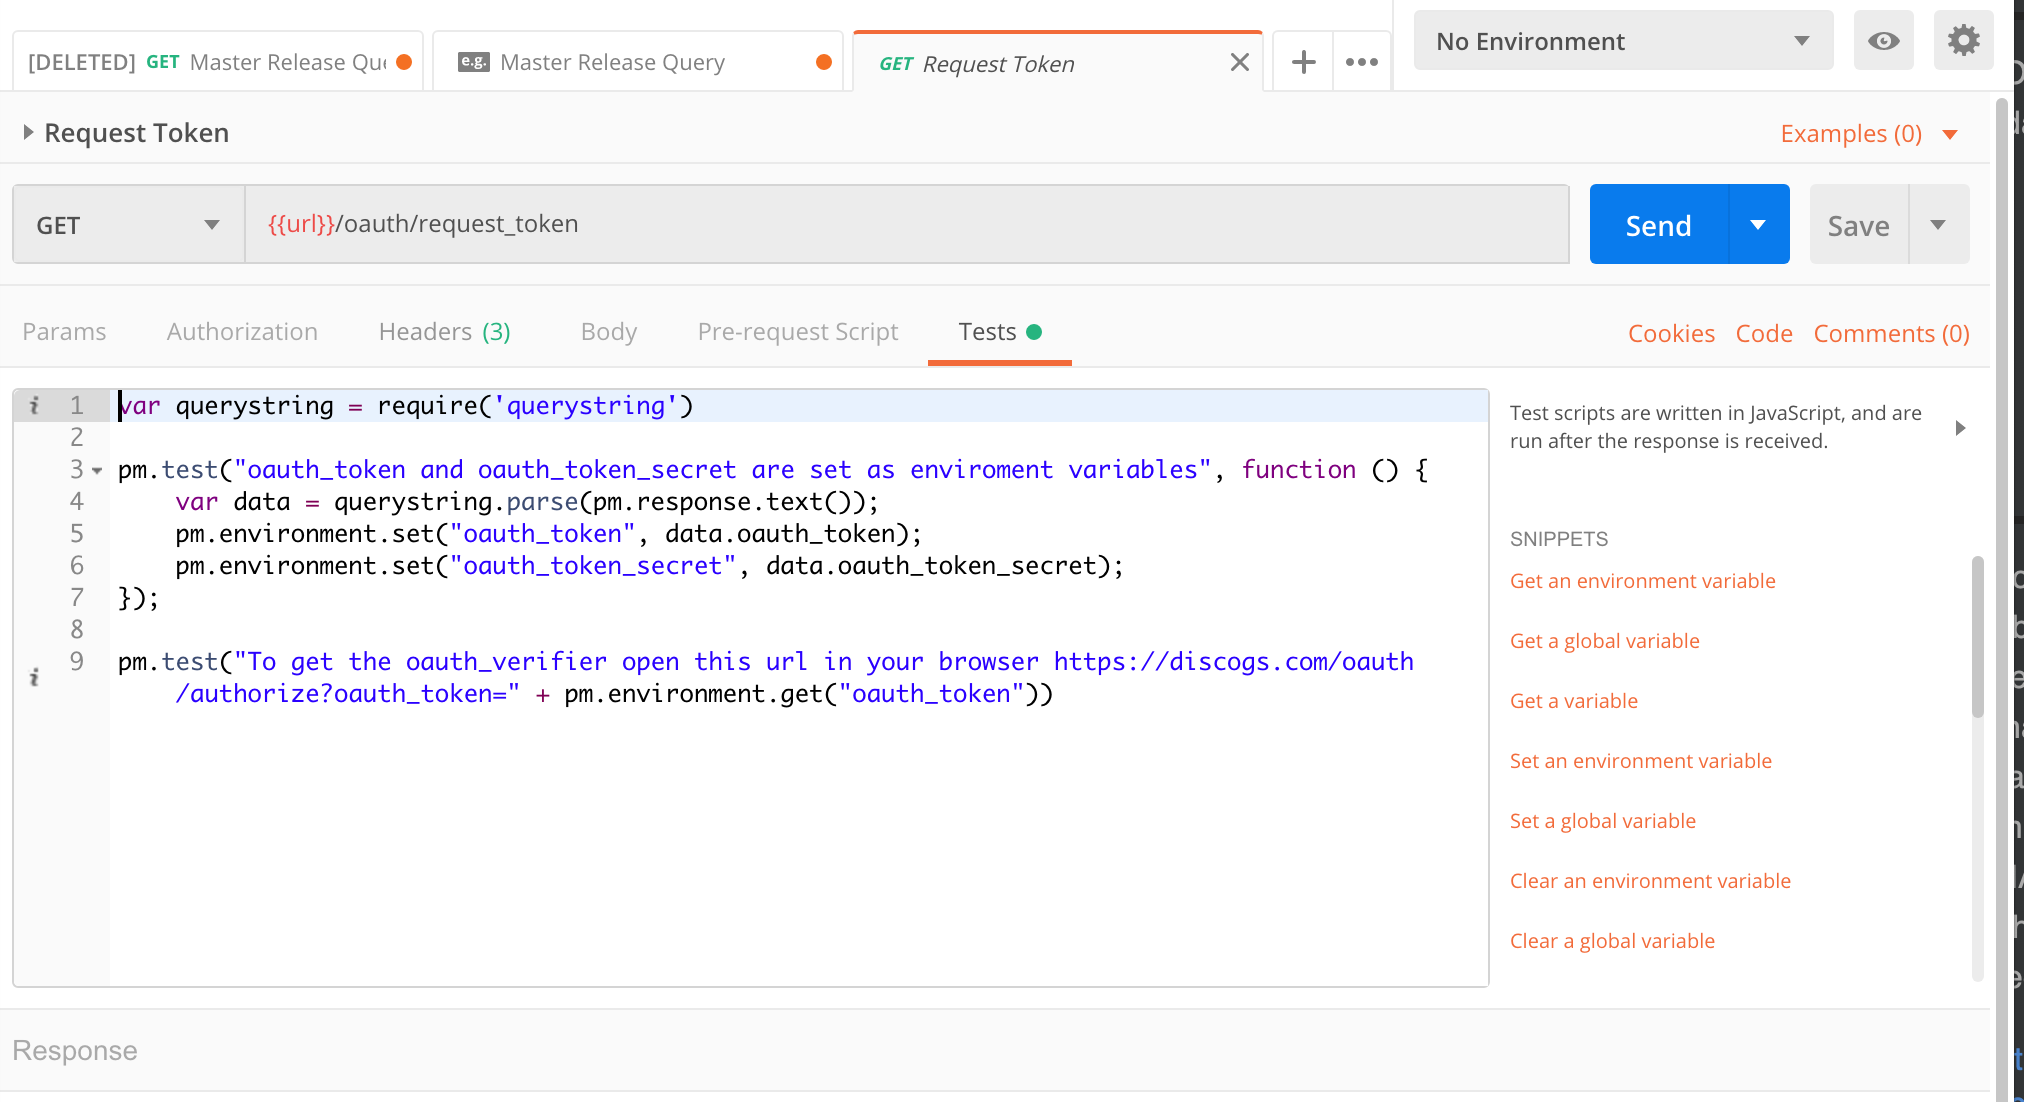 [DELETED] GET Master Release Que
e.g. Master Release Query
GET Request Token
No Environment
Request Token
Examples (0)
GET
{{url}}/oauth/request_token
Send
Save
Params
Authorization
Headers (3)
Body
Pre-request Script
Tests
Cookies
Code
Comments (0)
1 var querystring = require('querystring')
2
3 pm.test("oauth_token and oauth_token_secret are set as enviroment variables", function () {
4 var data = querystring.parse(pm.response.text());
5 pm.environment.set("oauth_token", data.oauth_token);
6 pm.environment.set("oauth_token_secret", data.oauth_token_secret);
7 });
8
9 pm.test("To get the oauth_verifier open this url in your browser https://discogs.com/oauth
/authorize?oauth_token=" + pm.environment.get("oauth_token"))
Test scripts are written in JavaScript, and are
run after the response is received.
SNIPPETS
Get an environment variable
Get a global variable
Get a variable
Set an environment variable
Set a global variable
Clear an environment variable
Clear a global variable
Response